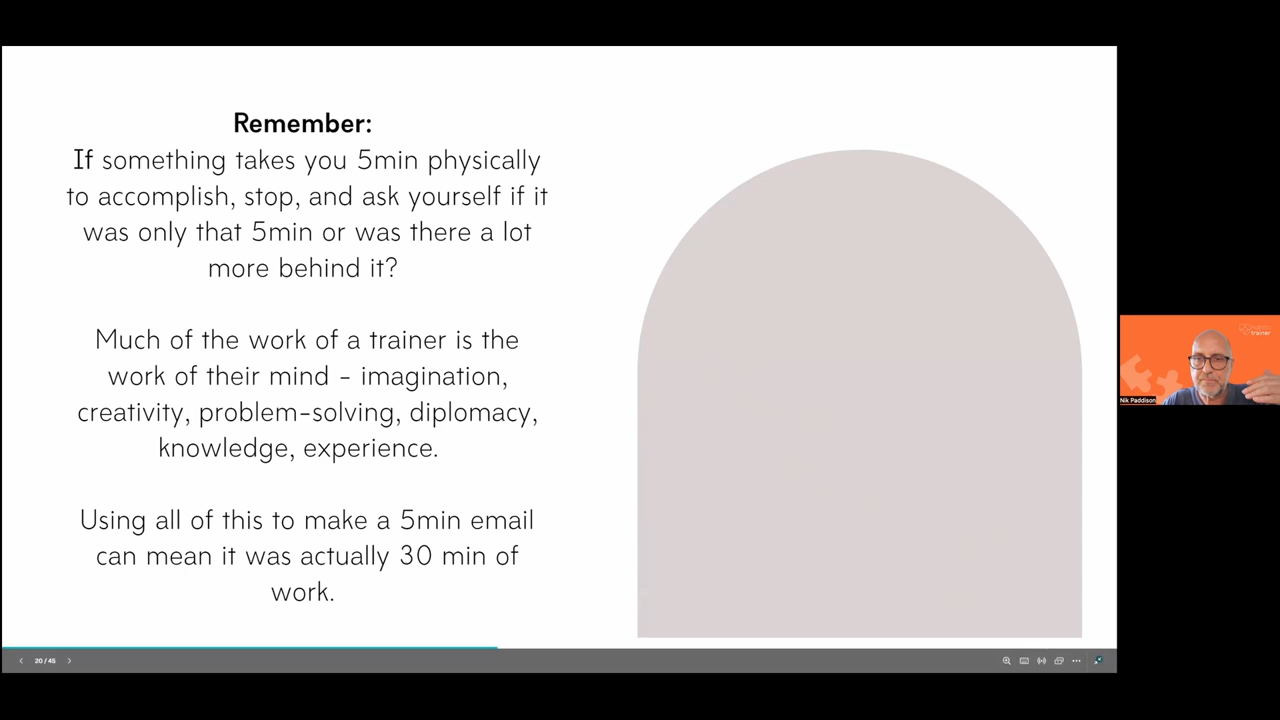 Remember:
If something takes you 5min physically
to accomplish, stop, and ask yourself if it
was only that 5min or was there a lot
more behind it?
Much of the work of a trainer is the
work of their mind - imagination,
creativity, problem-solving, diplomacy,
knowledge, experience.
Using all of this to make a 5min email
can mean it was actually 30 min of
work.
trainer
Nik Paddison
20 / 45